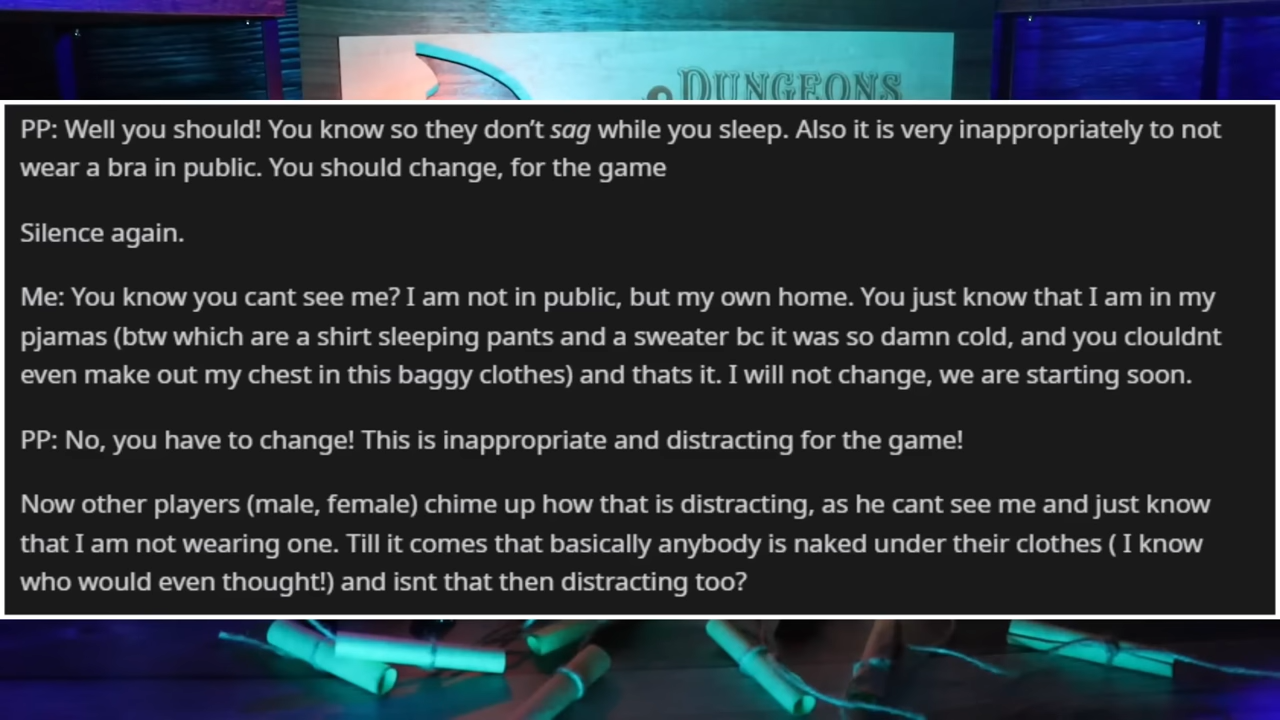 DUNGEONS
PP: Well you should! You know so they don’t sag while you sleep. Also it is very inappropriately to not
wear a bra in public. You should change, for the game
Silence again.
Me: You know you cant see me? I am not in public, but my own home. You just know that I am in my
pjamas (btw which are a shirt sleeping pants and a sweater bc it was so damn cold, and you clouldnt
even make out my chest in this baggy clothes) and thats it. I will not change, we are starting soon.
PP: No, you have to change! This is inappropriate and distracting for the game!
Now other players (male, female) chime up how that is distracting, as he cant see me and just know
that I am not wearing one. Till it comes that basically anybody is naked under their clothes ( I know
who would even thought!) and isnt that then distracting too?